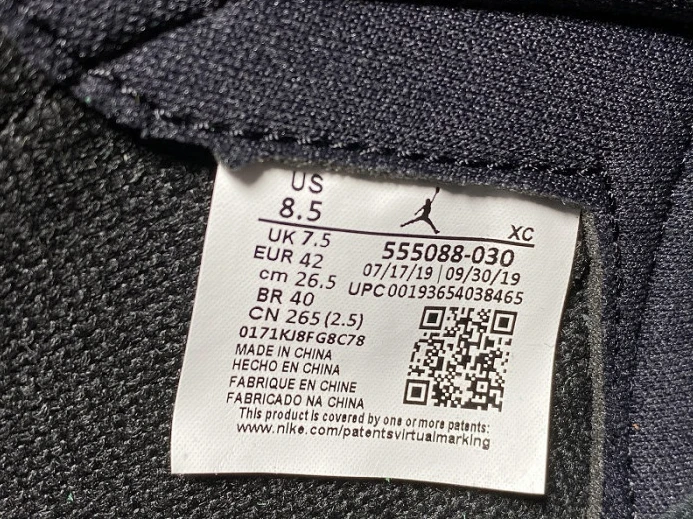 US
8.5
XC
UK 7.5
EUR 42
cm 26.5
BR 40
CN 265 (2.5)
0171KJ8FG8C78
555088-030
07/17/19 | 09/30/19
UPC00193654038465
MADE IN CHINA
HECHO EN CHINA
FABRIQUE EN CHINE
FABRICADO NA CHINA
This product is covered by one or more patents:
www.nike.com/patentsvirtualmarking